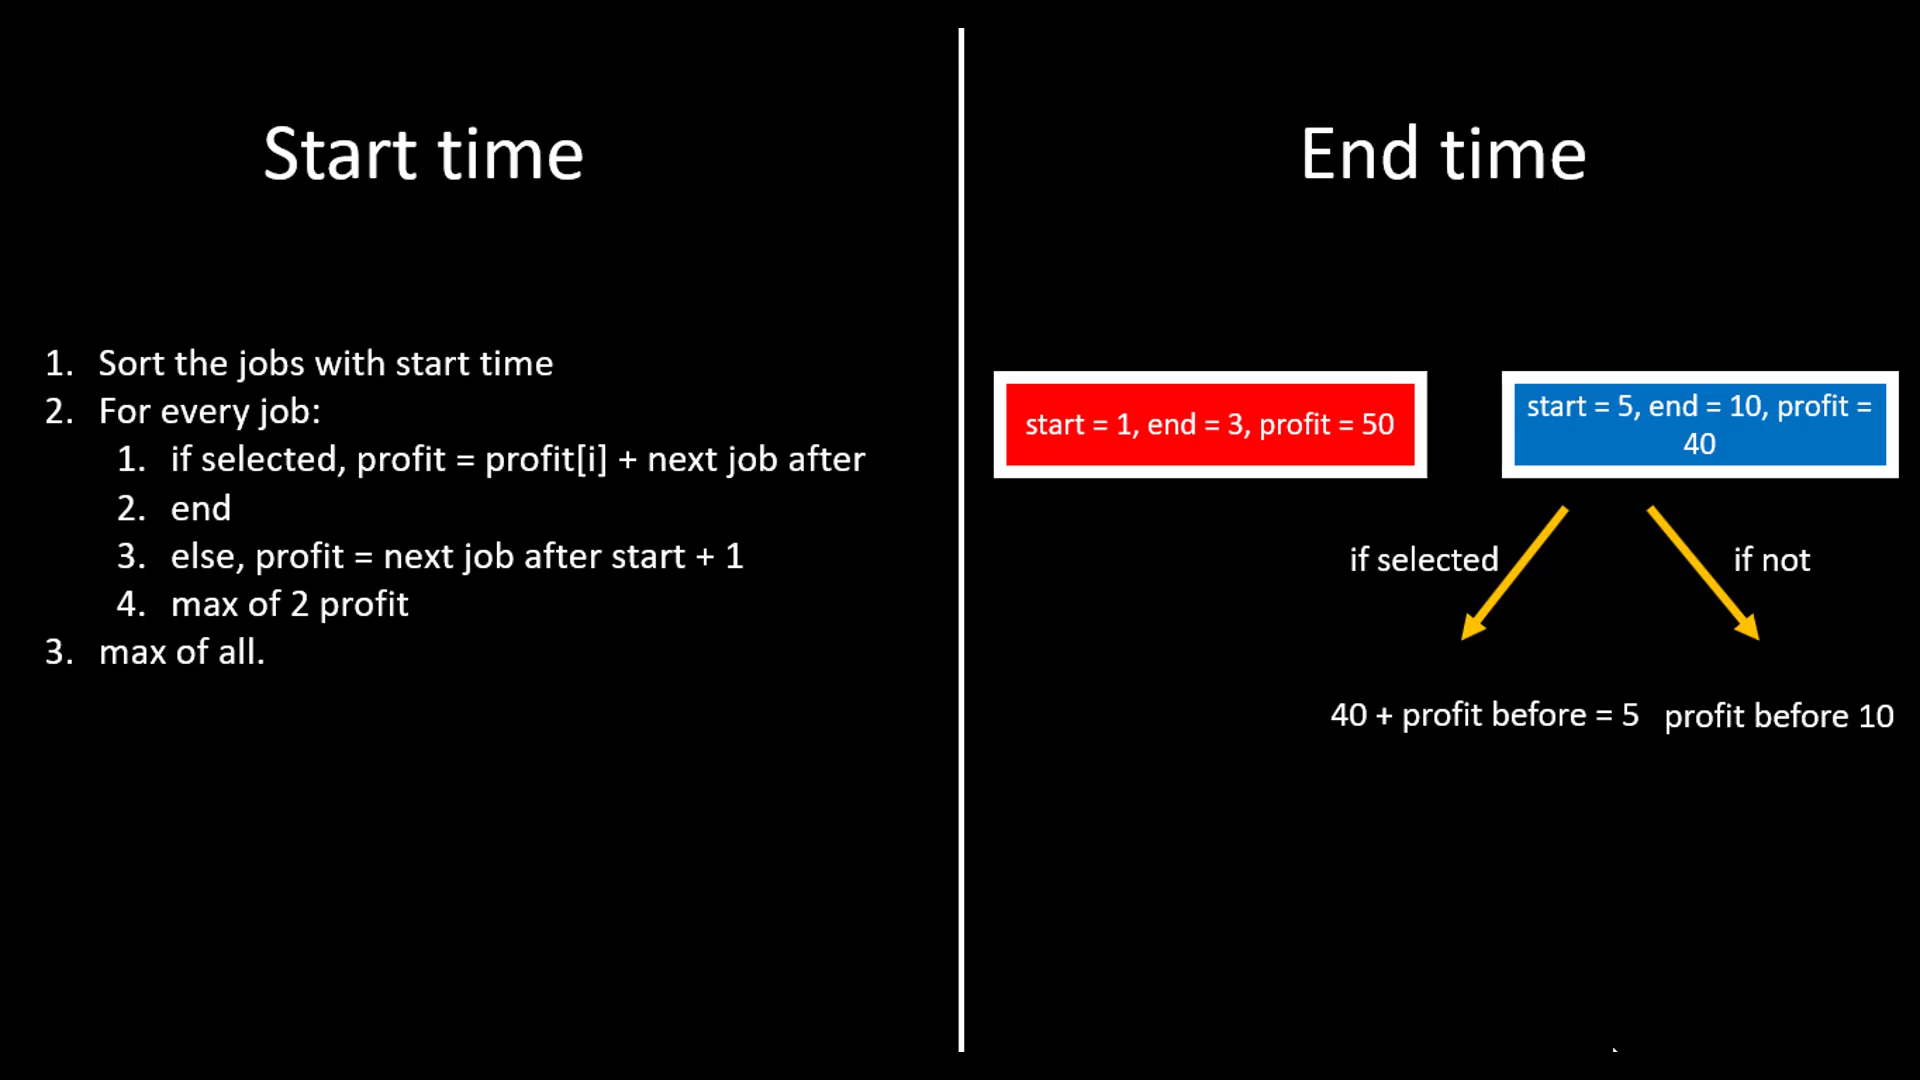 Start time
1. Sort the jobs with start time
2. For every job:
1. if selected, profit = profit[i] + next job after
2. end
3. else, profit = next job after start + 1
4. max of 2 profit
3. max of all.
End time
start = 1, end = 3, profit = 50
start = 5, end = 10, profit =
40
if selected
if not
40 + profit before = 5
profit before 10